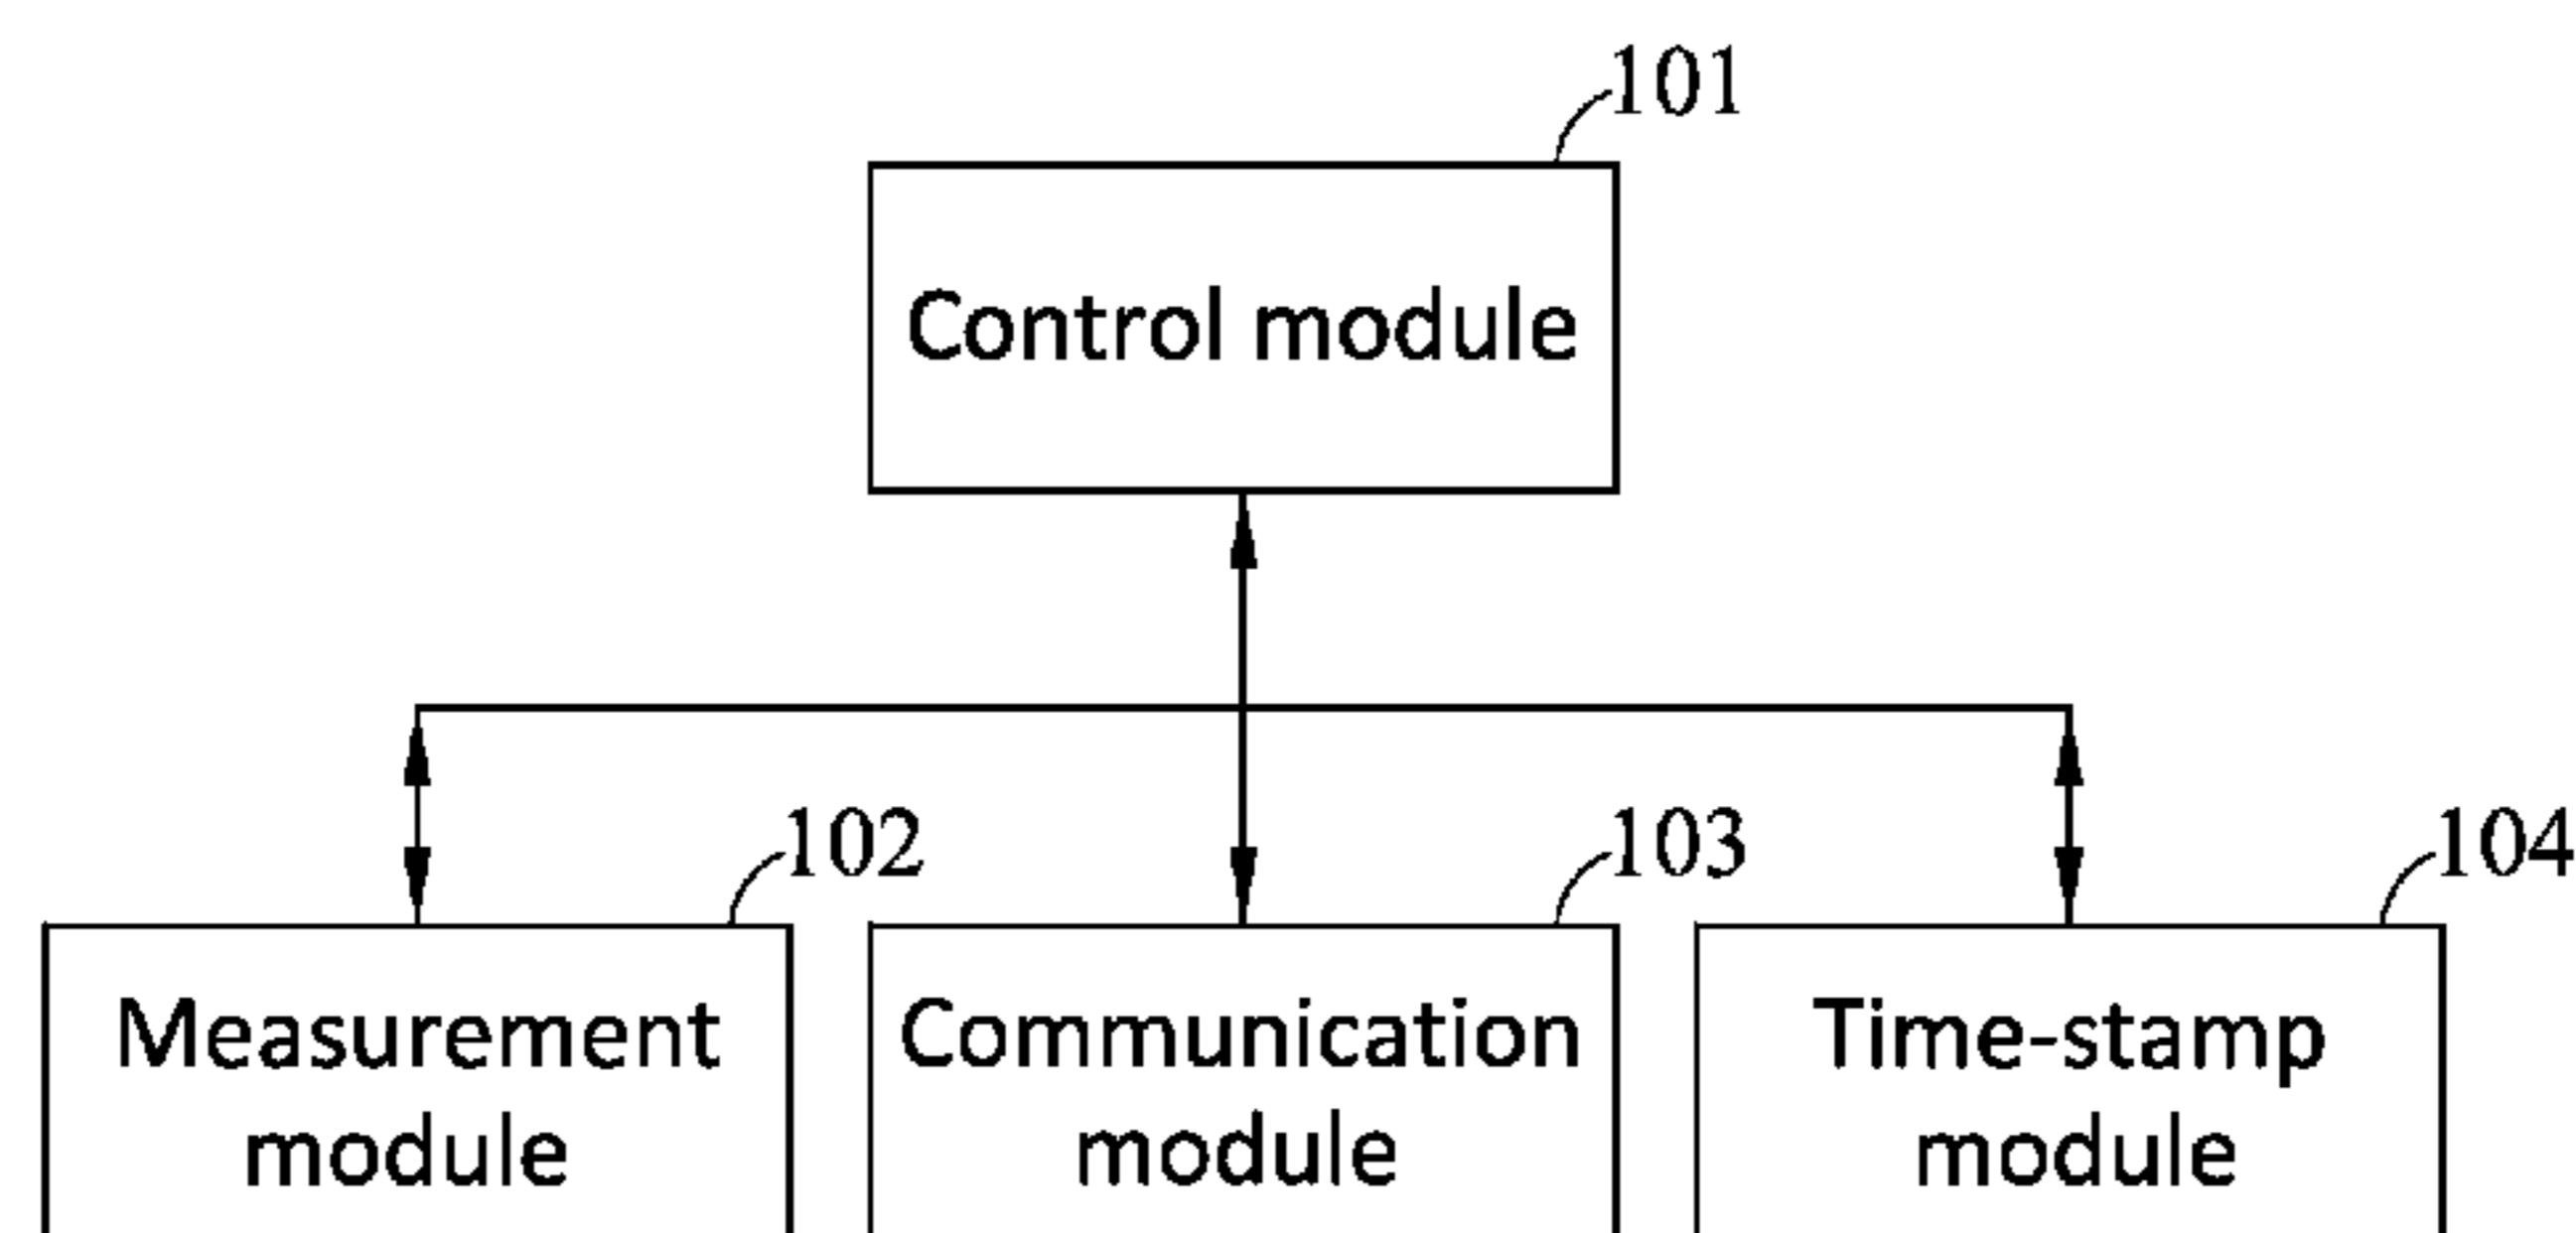 101
Control module
102
103
104
Measurement
module
Communication
module
Time-stamp
module